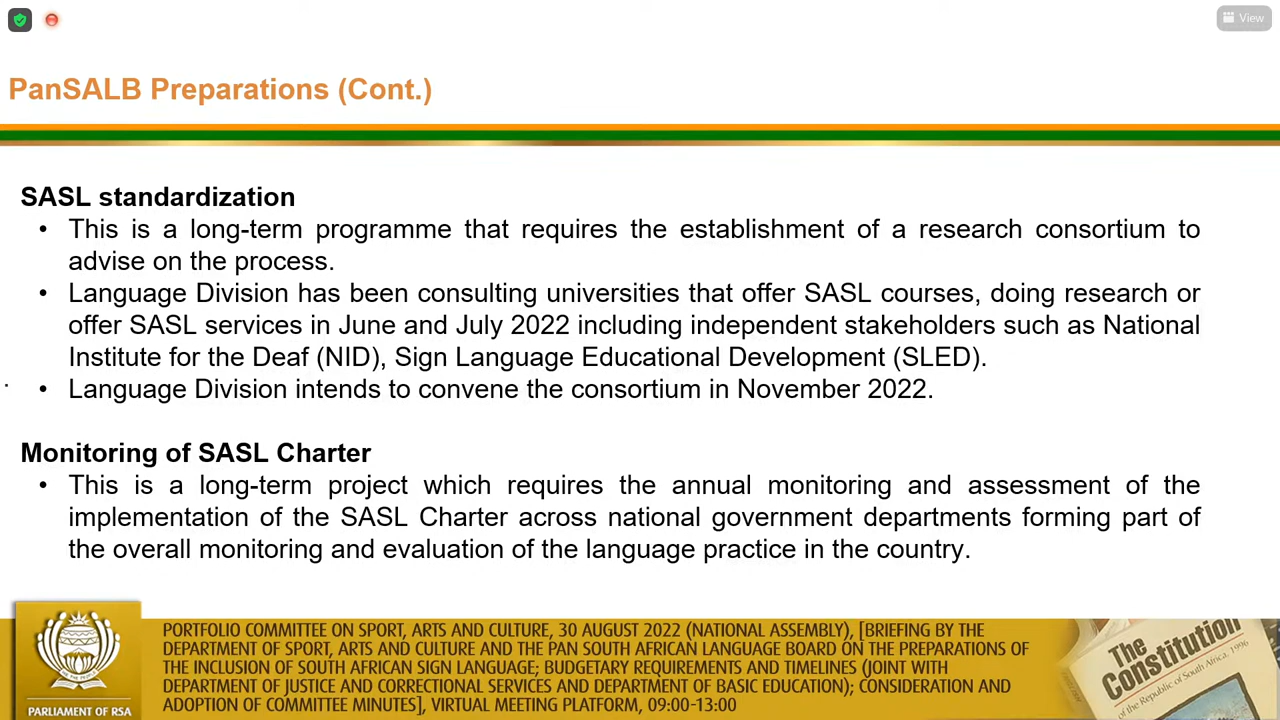 View
PanSALB Preparations (Cont.)
SASL standardization
• This is a long-term programme that requires the establishment of a research consortium to
advise on the process.
• Language Division has been consulting universities that offer SASL courses, doing research or
offer SASL services in June and July 2022 including independent stakeholders such as National
Institute for the Deaf (NID), Sign Language Educational Development (SLED).
• Language Division intends to convene the consortium in November 2022.
Monitoring of SASL Charter
• This is a long-term project which requires the annual monitoring and assessment of the
implementation of the SASL Charter across national government departments forming part of
the overall monitoring and evaluation of the language practice in the country.
PORTFOLIO COMMITTEE ON SPORT, ARTS AND CULTURE, 30 AUGUST 2022 (NATIONAL ASSEMBLY), [BRIEFING BY THE
DEPARTMENT OF SPORT, ARTS AND CULTURE AND THE PAN SOUTH AFRICAN LANGUAGE BOARD ON THE PREPARATIONS OF
THE INCLUSION OF SOUTH AFRICAN SIGN LANGUAGE; BUDGETARY REQUIREMENTS AND TIMELINES (JOINT WITH
DEPARTMENT OF JUSTICE AND CORRECTIONAL SERVICES AND DEPARTMENT OF BASIC EDUCATION); CONSIDERATION AND
ADOPTION OF COMMITTEE MINUTES], VIRTUAL MEETING PLATFORM, 09:00-13:00
PARLIAMENT OF RSA
The
Constitution
of the Republic of South Africa, 1996